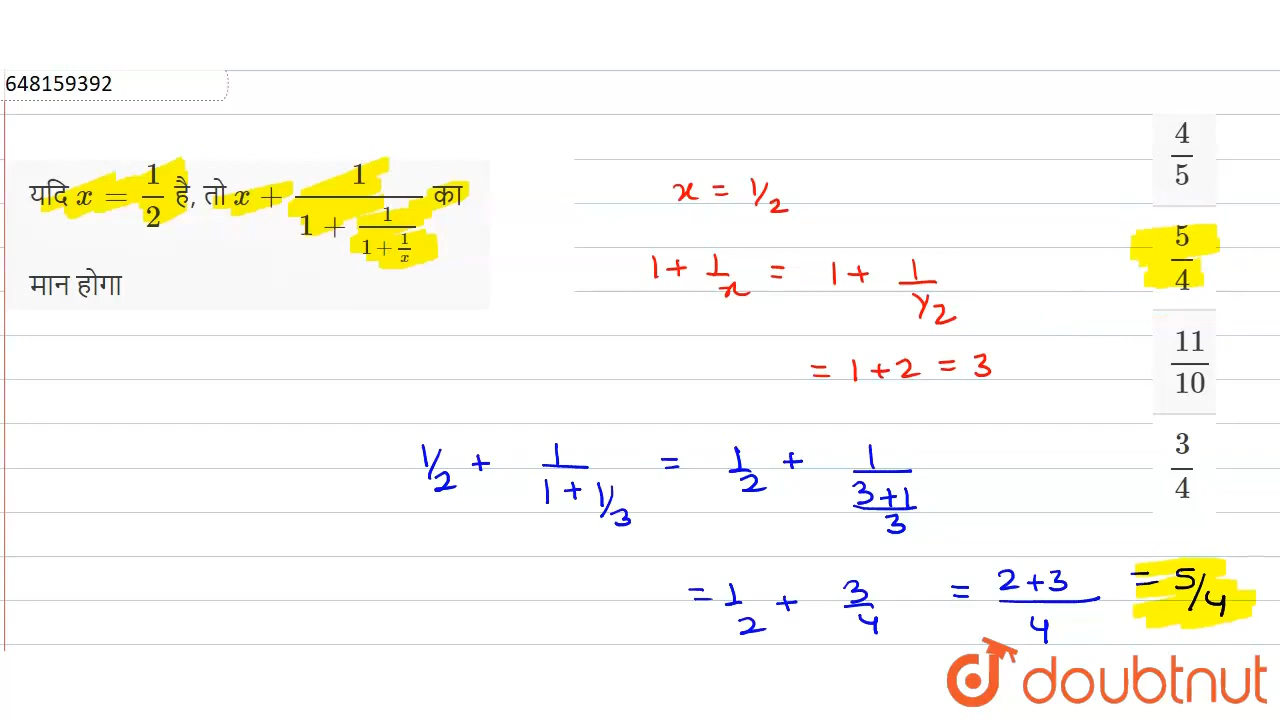 648159392
यदि x = 1/2 है, तो x + 1/(1 + 1/(1 + 1/x)) का
मान होगा
4/5
5/4
11/10
3/4
x = 1/2
1 + 1/x = 1 + 1/(1/2)
= 1 + 2 = 3
1/2 + 1/(1 + 1/3) = 1/2 + 1/((3+1)/3)
= 1/2 + 3/4 = (2+3)/4 = 5/4
doubtnut